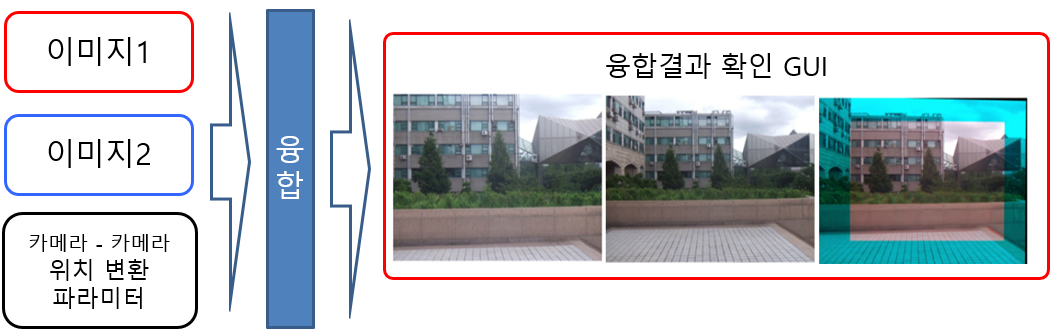 이미지1
이미지2
카메라 - 카메라
위치 변환
파라미터
융
합
융합결과 확인 GUI